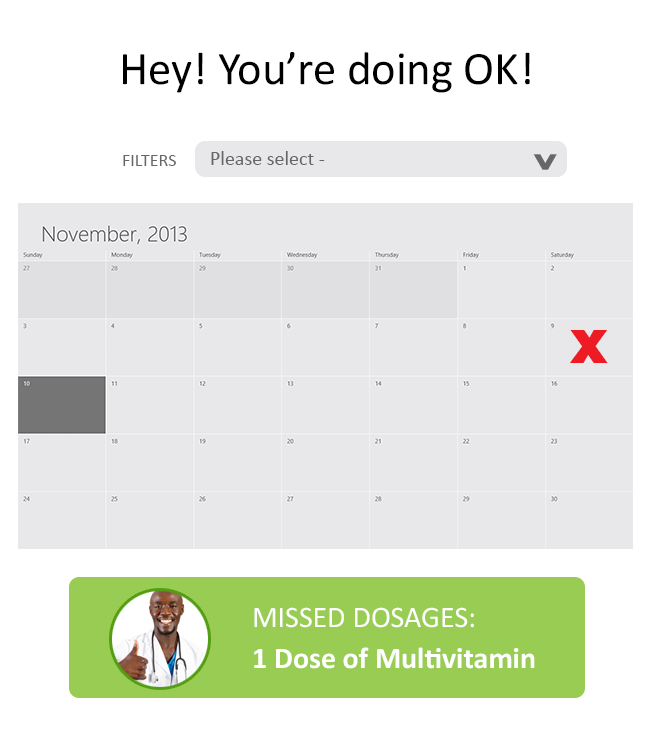 Hey! You’re doing OK!
FILTERS Please select -
November, 2013
Sunday Monday Tuesday Wednesday Thursday Friday Saturday
27 28 29 30 31 1 2
3 4 5 6 7 8 9 X
10 11 12 13 14 15 16
17 18 19 20 21 22 23
24 25 26 27 28 29 30
MISSED DOSAGES:
1 Dose of Multivitamin